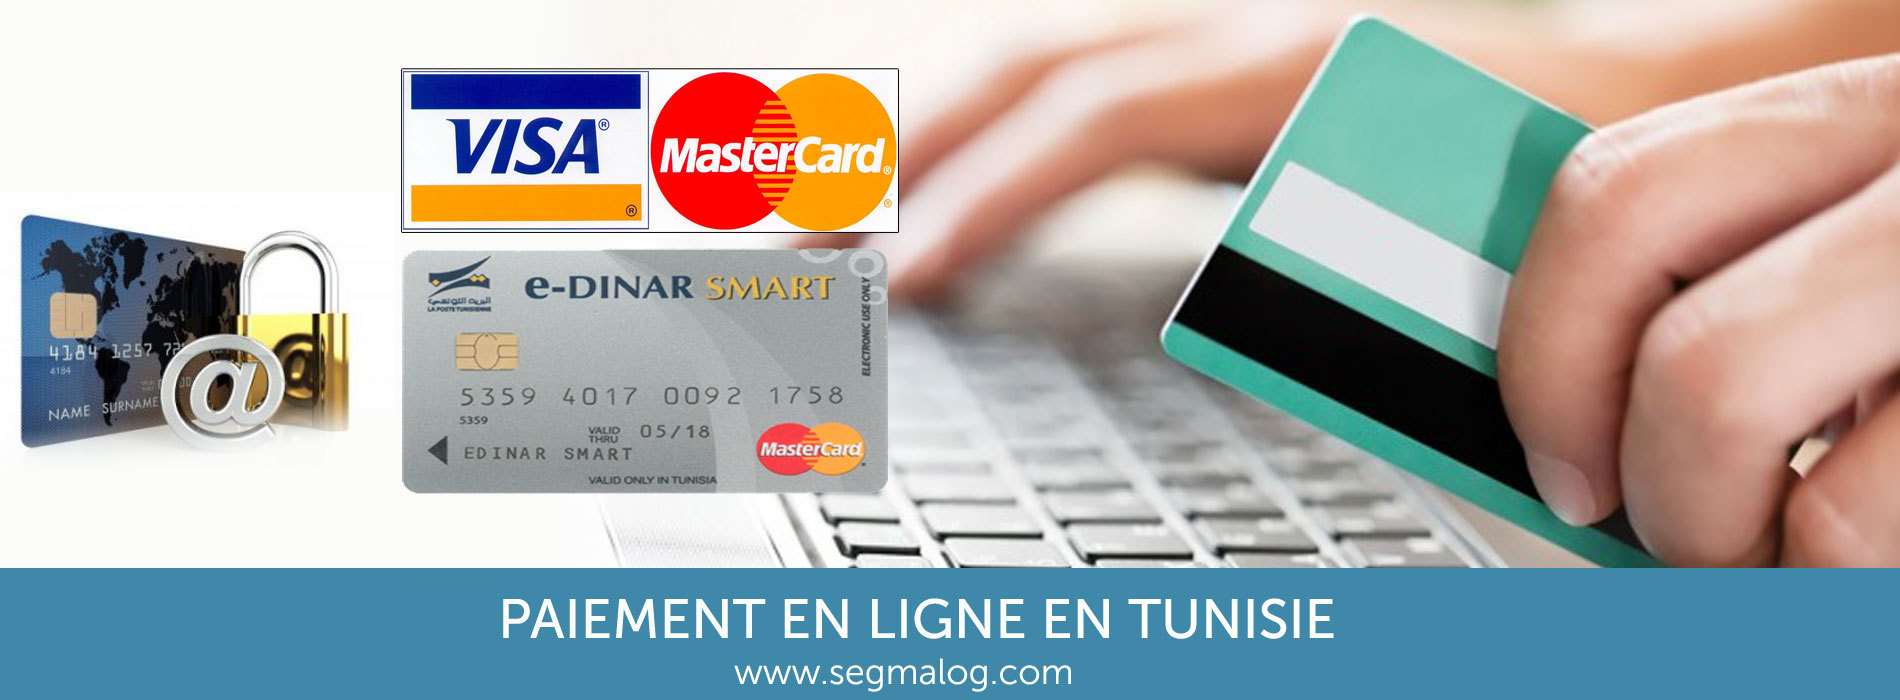 VISA®
®
MasterCard®
®
البريد التونسي
LA POSTE TUNISIENNE
e-DINAR SMART
ELECTRONIC USE ONLY
5359 4017 0092 1758
5359
VALID THRU 05/18
EDINAR SMART
MasterCard
VALID ONLY IN TUNISIA
4184 1257
4184
NAME SURNAME
@
@
PAIEMENT EN LIGNE EN TUNISIE
www.segmalog.com